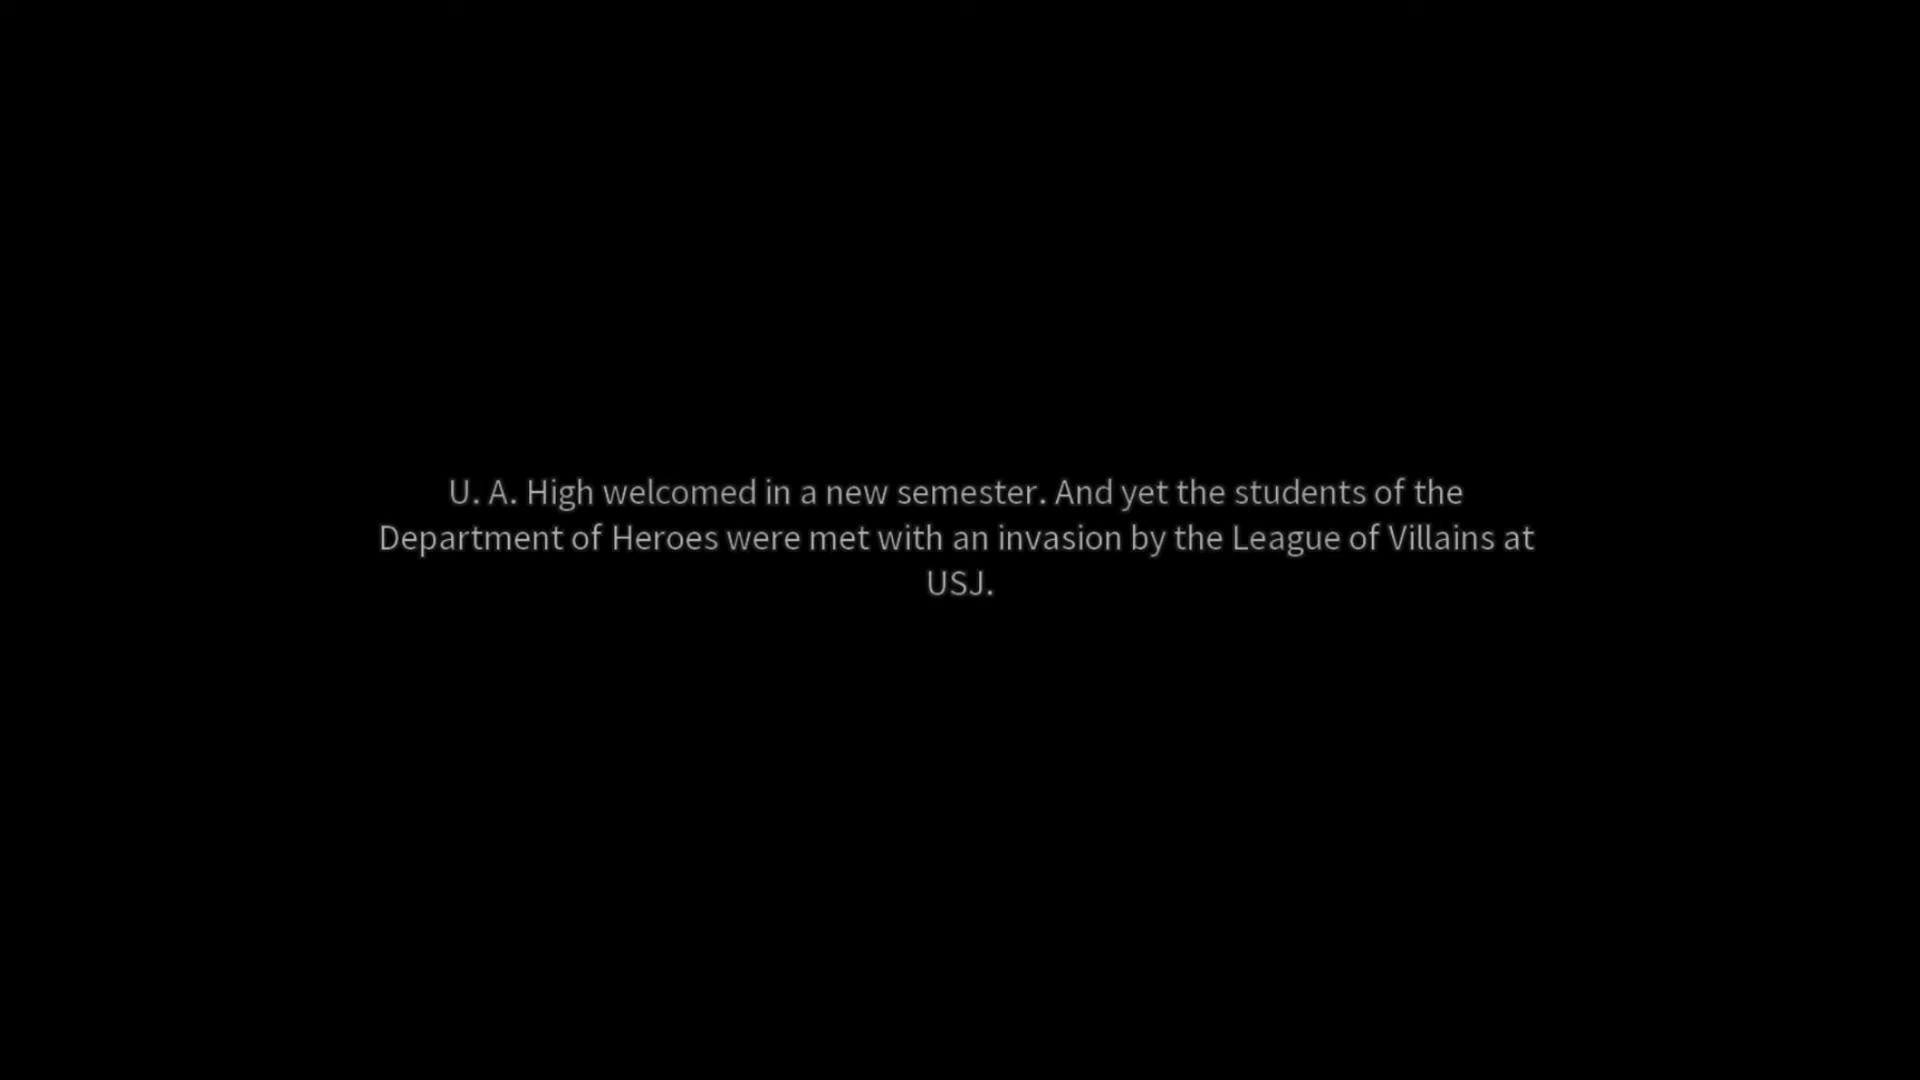 U. A. High welcomed in a new semester. And yet the students of the
Department of Heroes were met with an invasion by the League of Villains at
USJ.